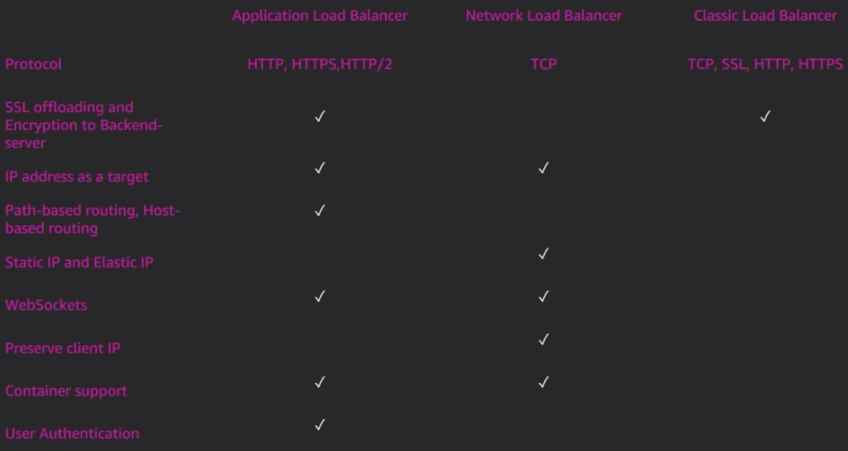 Application Load Balancer Network Load Balancer Classic Load Balancer
Protocol HTTP, HTTPS,HTTP/2 TCP TCP, SSL, HTTP, HTTPS
SSL offloading and
Encryption to Backend-
server ✓ ✓
IP address as a target ✓ ✓
Path-based routing, Host-
based routing ✓
Static IP and Elastic IP ✓
WebSockets ✓ ✓
Preserve client IP ✓
Container support ✓ ✓
User Authentication ✓